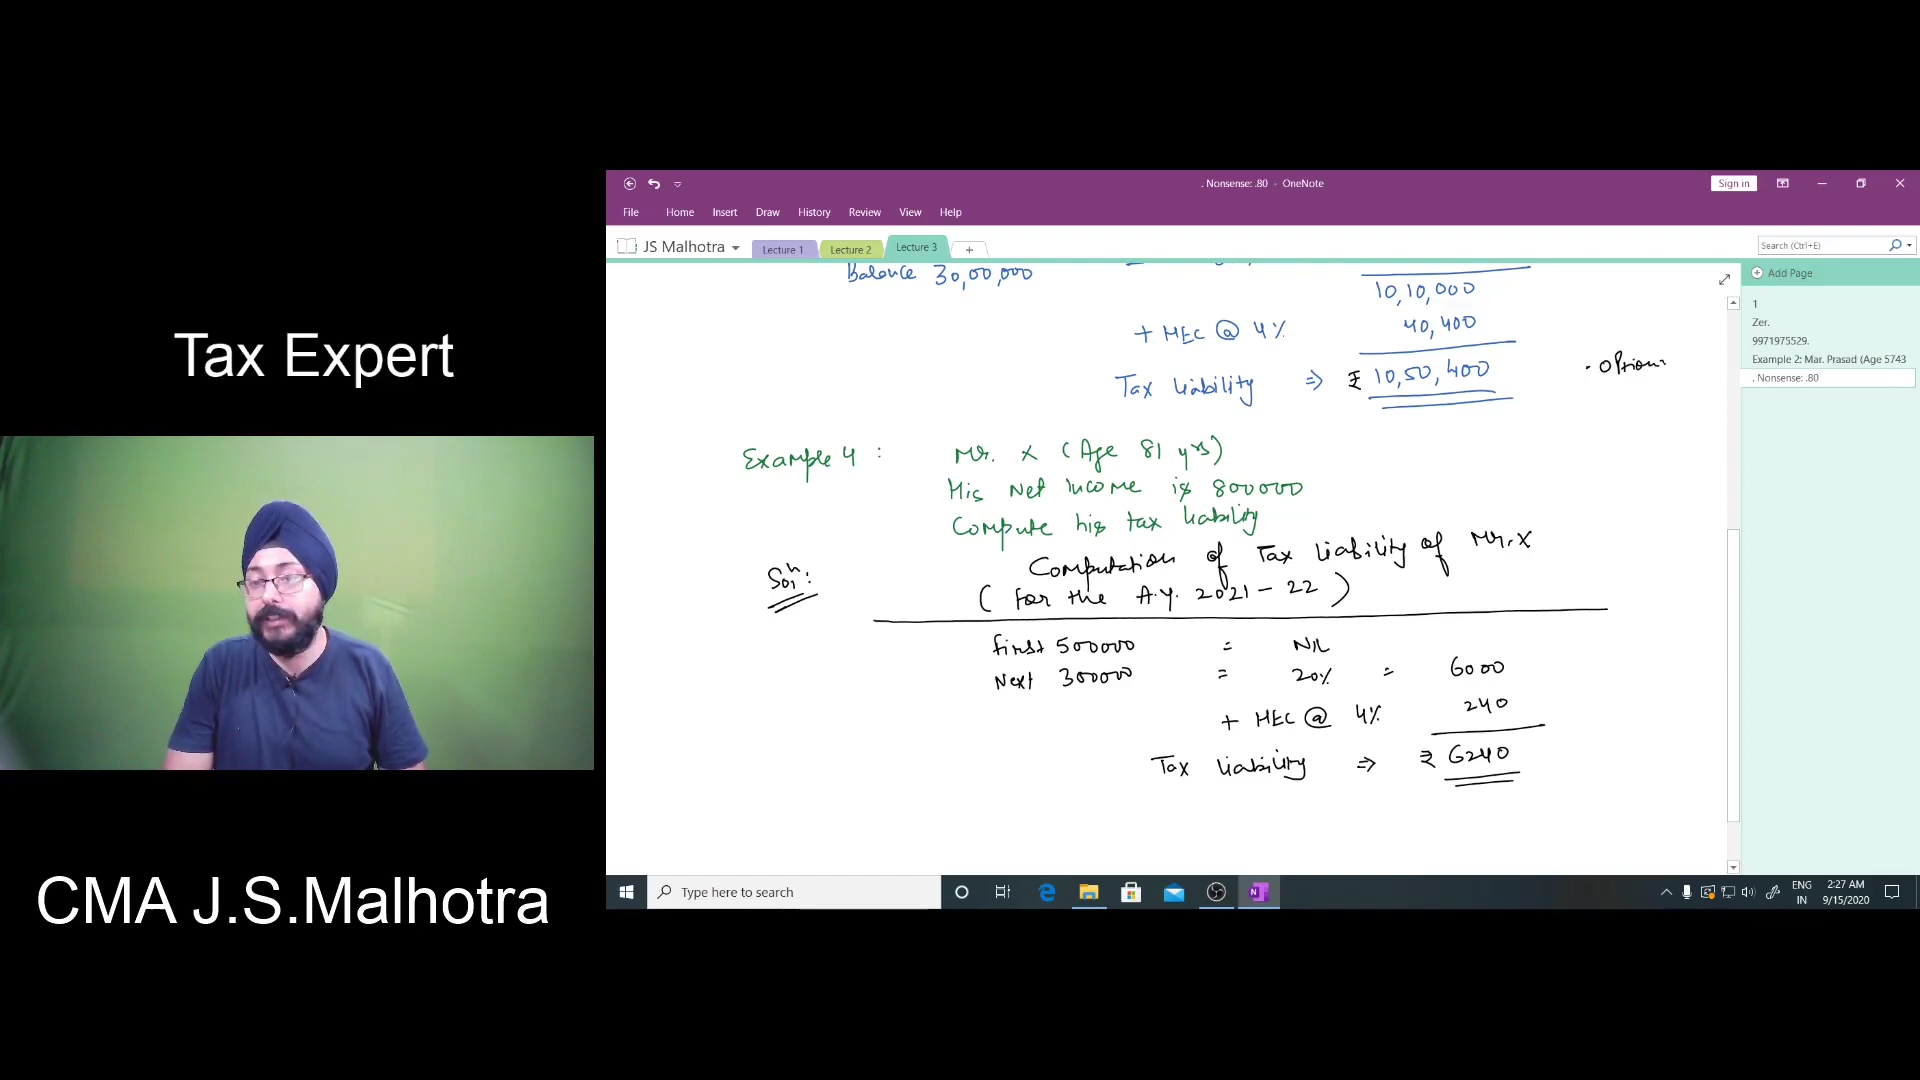 Tax Expert
CMA J.S.Malhotra
. Nonsense: .80 - OneNote
Sign in
File Home Insert Draw History Review View Help
JS Malhotra Lecture 1 Lecture 2 Lecture 3 +
Search (Ctrl+E)
Add Page
1
Zer.
9971975529.
Example 2: Mar. Prasad (Age 5743
. Nonsense: .80
Balance 30,00,000
10,10,000
+ HEC @ 4% 40,400
Tax liability ⇒ ₹ 10,50,400
Example 4 : Mr. X (Age 81 yrs)
His Net Income is 800000
Compute his tax liability
Sol^n: Computation of Tax liability of Mr. X
( for the A.Y. 2021-22 )
first 500000 = NIL
Next 300000 = 20% = 6000
+ HEC @ 4% 240
Tax liability ⇒ ₹ 6240
Type here to search
ENG
IN
2:27 AM
9/15/2020